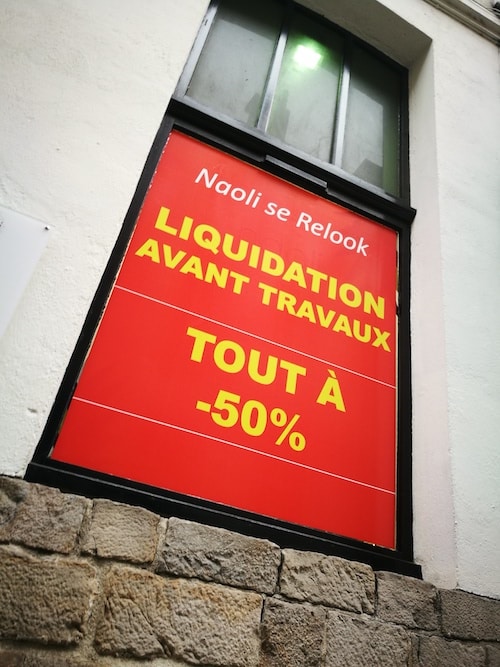 Naoli se Relook
LIQUIDATION
AVANT TRAVAUX
TOUT À
-50%